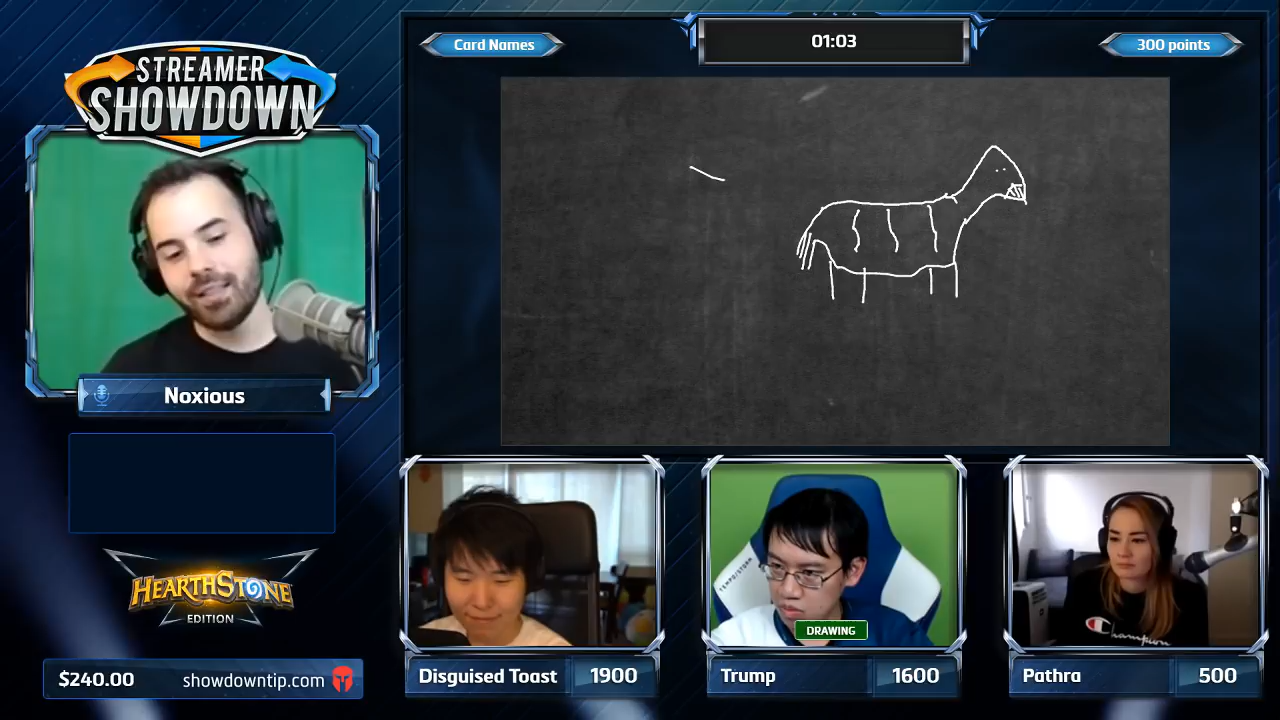 STREAMER
SHOWDOWN
Card Names
01:03
300 points
Noxious
HEARTHSTONE
EDITION
$240.00
showdowntip.com
DRAWING
Champion
Disguised Toast
1900
Trump
1600
Pathra
500